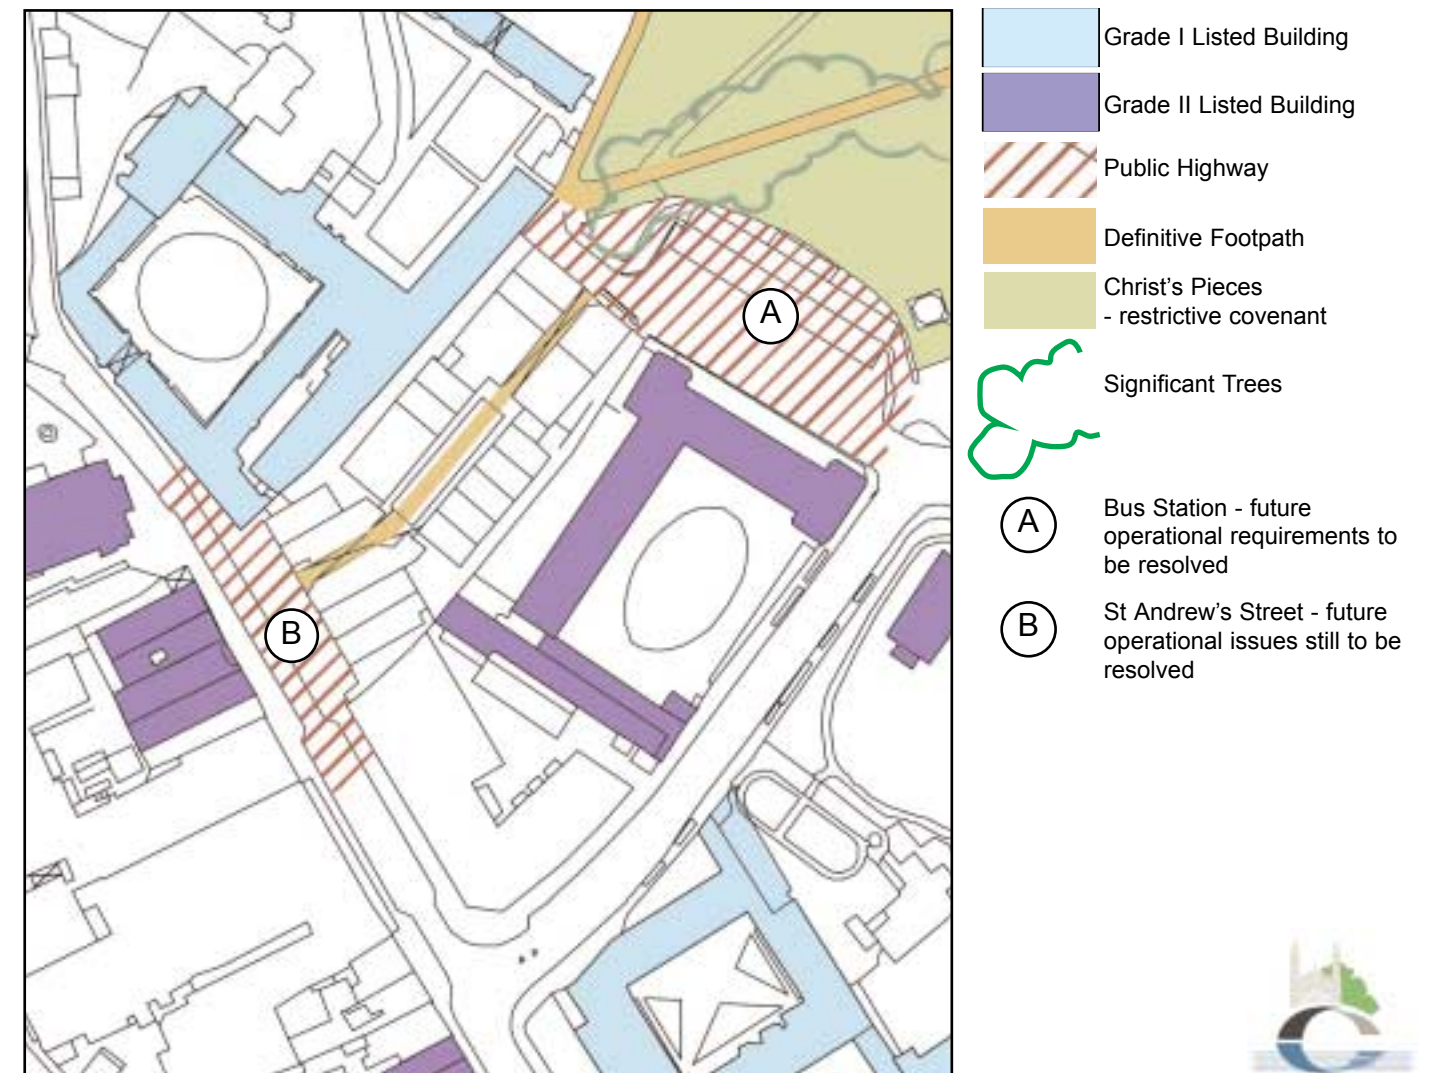 Grade I Listed Building
Grade II Listed Building
Public Highway
Definitive Footpath
Christ's Pieces
- restrictive covenant
Significant Trees
A
Bus Station - future
operational requirements to
be resolved
B
St Andrew's Street - future
operational issues still to be
resolved
A
B